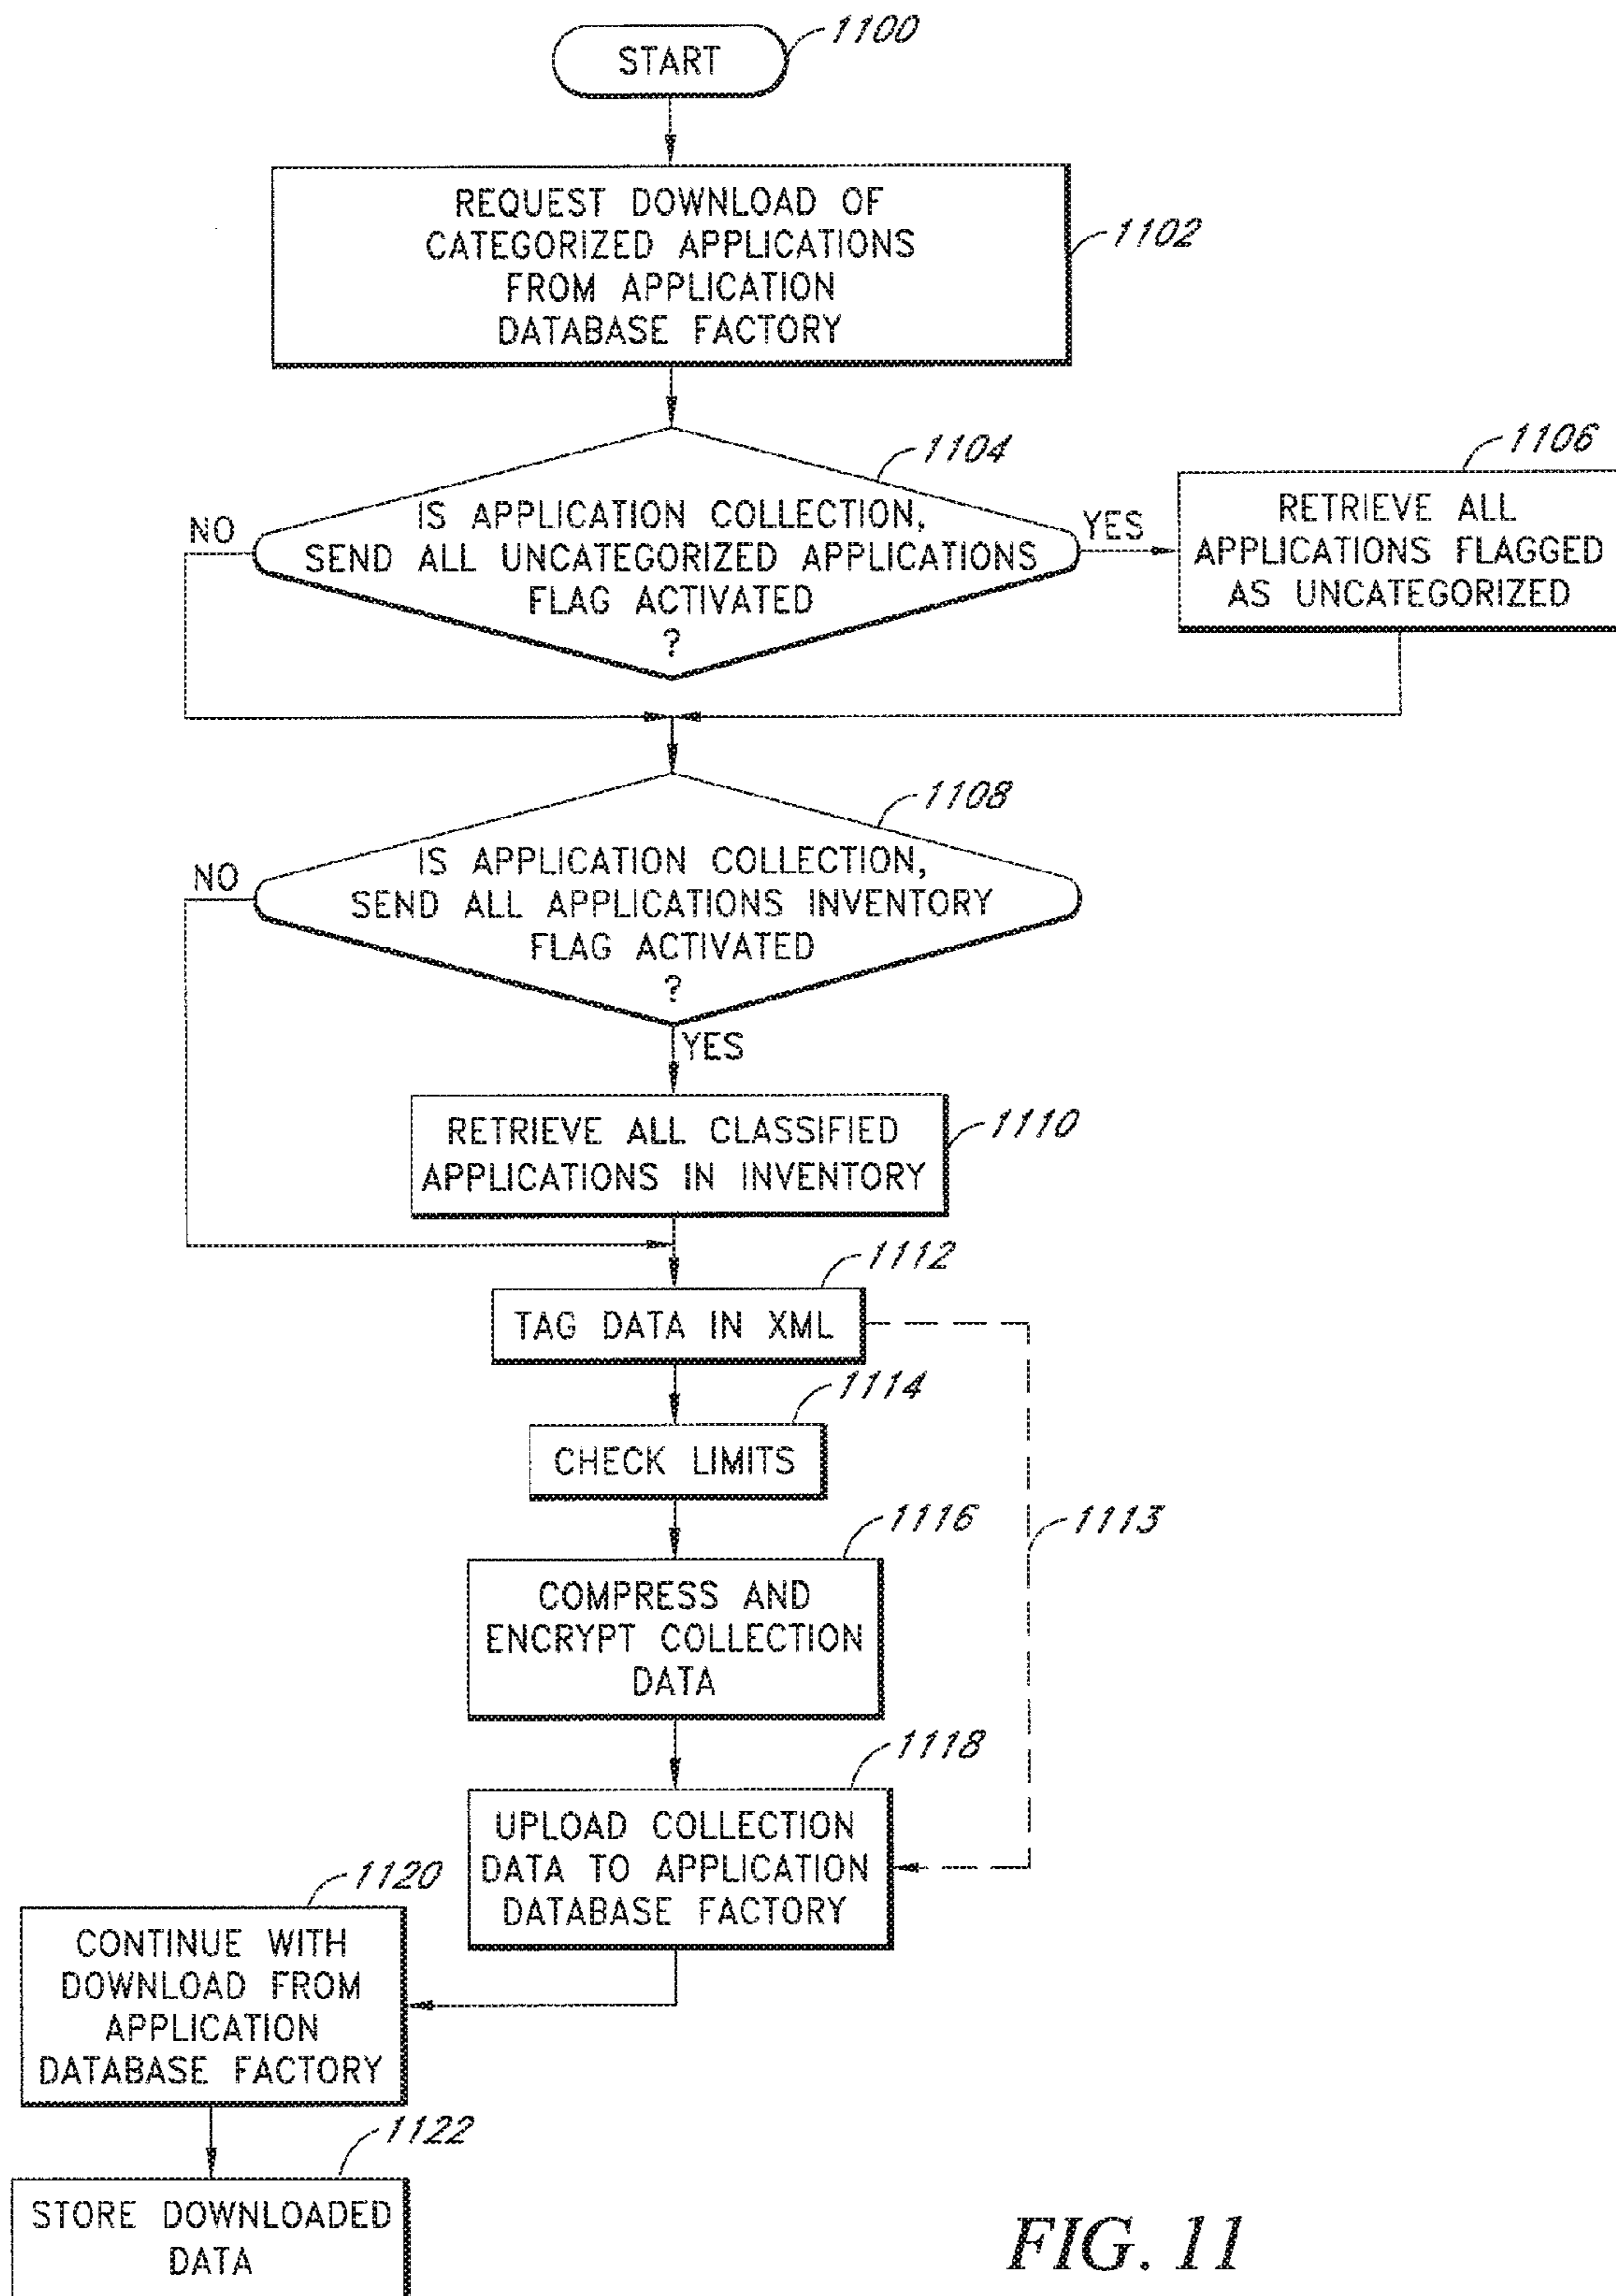 START
1100
REQUEST DOWNLOAD OF
CATEGORIZED APPLICATIONS
FROM APPLICATION
DATABASE FACTORY
1102
1104
IS APPLICATION COLLECTION,
SEND ALL UNCATEGORIZED APPLICATIONS
FLAG ACTIVATED
?
NO
YES
1106
RETRIEVE ALL
APPLICATIONS FLAGGED
AS UNCATEGORIZED
1108
IS APPLICATION COLLECTION,
SEND ALL APPLICATIONS INVENTORY
FLAG ACTIVATED
?
NO
YES
RETRIEVE ALL CLASSIFIED
APPLICATIONS IN INVENTORY
1110
1112
TAG DATA IN XML
1114
CHECK LIMITS
1116
1113
COMPRESS AND
ENCRYPT COLLECTION
DATA
1118
UPLOAD COLLECTION
DATA TO APPLICATION
DATABASE FACTORY
1120
CONTINUE WITH
DOWNLOAD FROM
APPLICATION
DATABASE FACTORY
1122
STORE DOWNLOADED
DATA
FIG. 11